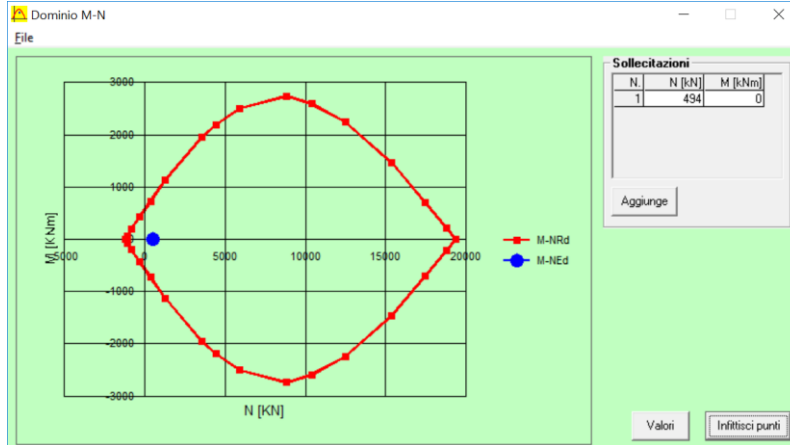 Dominio M-N
File
3000
2000
1000
0
-1000
-2000
-3000
M [KNm]
-5000 0 5000 10000 15000 20000
N [KN]
M-NRd
M-NEd
Sollecitazioni
N. N [kN] M [kNm]
1 494 0
Aggiunge
Valori
Infittisci punti